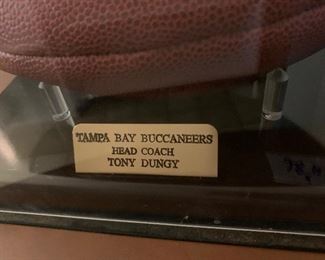 TAMPA BAY BUCCANEERS
HEAD COACH
TONY DUNGY